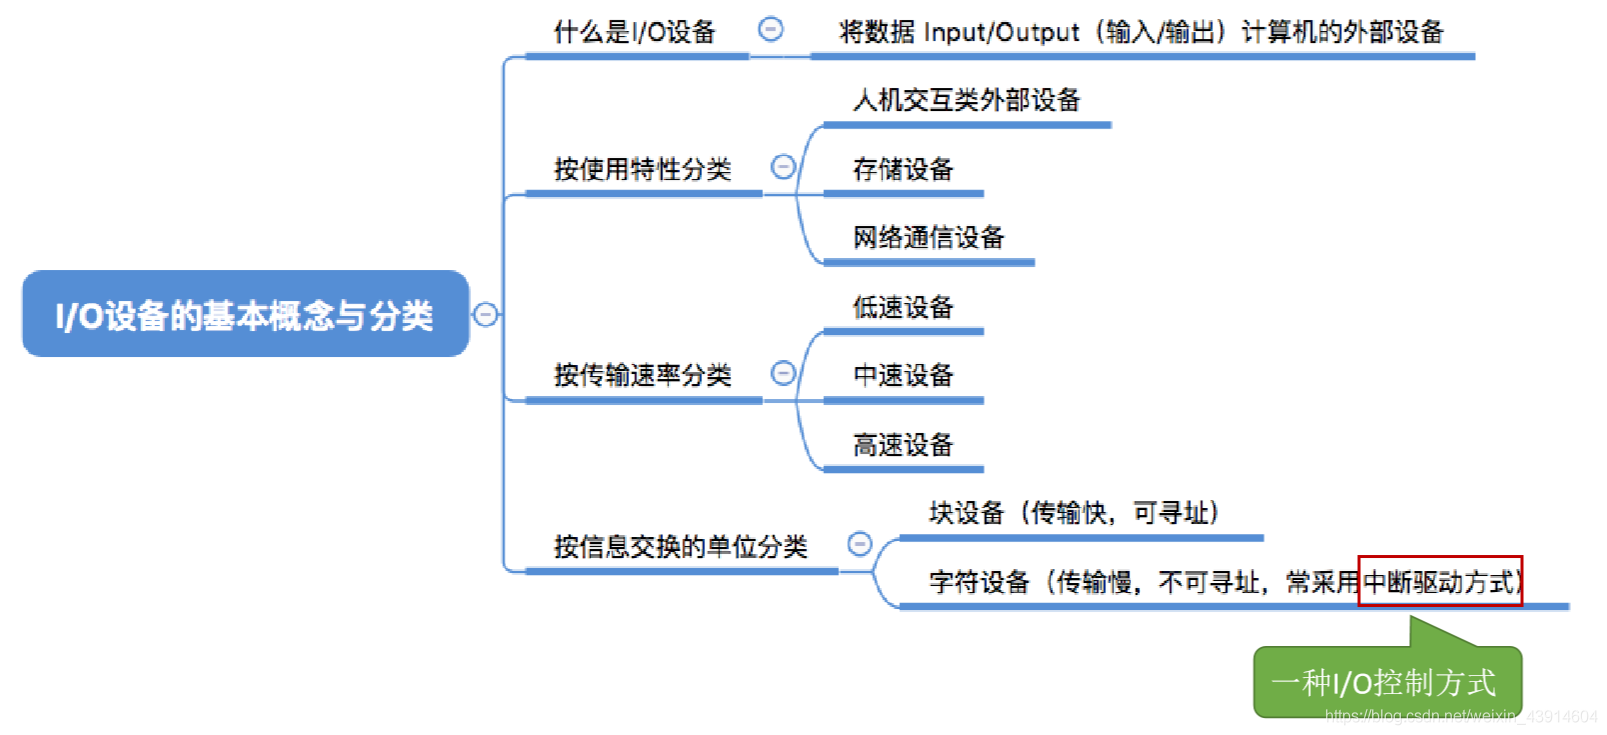 什么是I/O设备
将数据 Input/Output（输入/输出）计算机的外部设备
人机交互类外部设备
按使用特性分类
存储设备
网络通信设备
I/O设备的基本概念与分类
低速设备
按传输速率分类
中速设备
高速设备
块设备（传输快，可寻址）
按信息交换的单位分类
字符设备（传输慢，不可寻址，常采用中断驱动方式）
一种I/O控制方式
https://blog.csdn.net/weixin_43914604